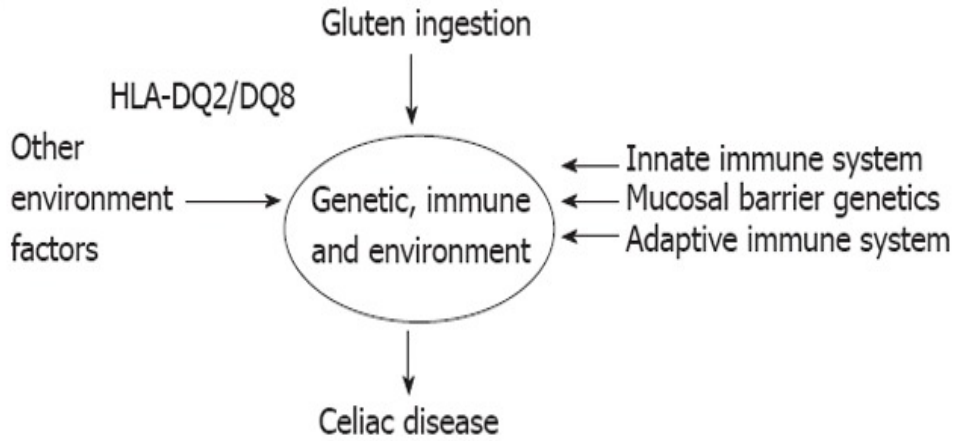 Gluten ingestion
HLA-DQ2/DQ8
Other
environment
factors
Genetic, immune
and environment
Innate immune system
Mucosal barrier genetics
Adaptive immune system
Celiac disease